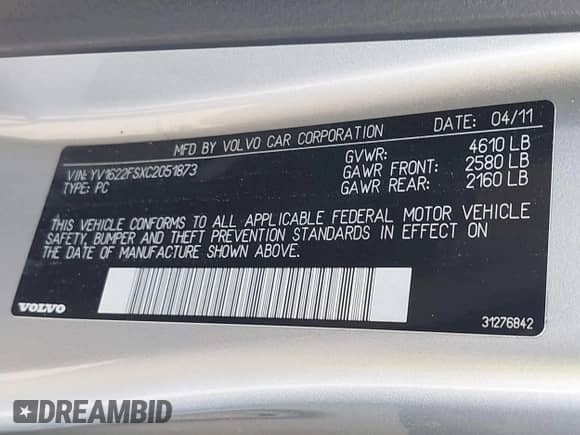 MFD BY VOLVO CAR CORPORATION DATE: 04/11
VIN: YV1622FSXC2051873 GVWR: 4610 LB
TYPE: PC GAWR FRONT: 2580 LB
GAWR REAR: 2160 LB
THIS VEHICLE CONFORMS TO ALL APPLICABLE FEDERAL MOTOR VEHICLE
SAFETY, BUMPER AND THEFT PREVENTION STANDARDS IN EFFECT ON
THE DATE OF MANUFACTURE SHOWN ABOVE.
VOLVO 31276842
DREAMBID